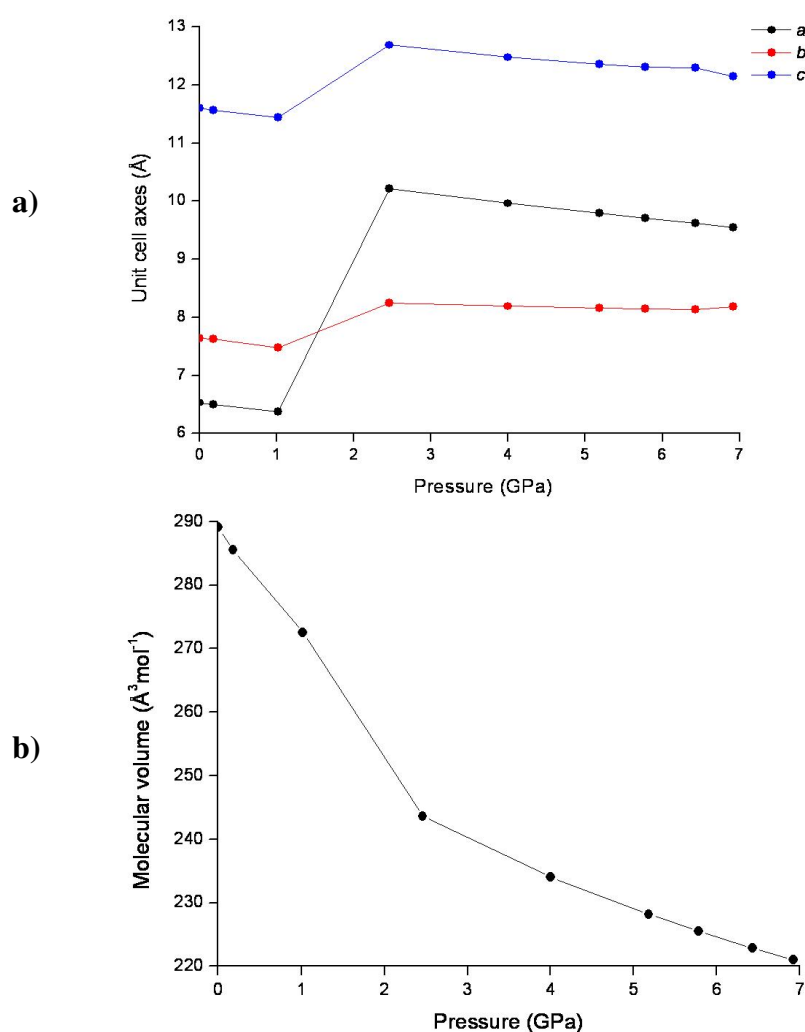 a)
Unit cell axes (Å)
13
12
11
10
9
8
7
6
0 1 2 3 4 5 6 7
Pressure (GPa)
a
b
c
b)
Molecular volume (Å³mol⁻¹)
290
280
270
260
250
240
230
220
0 1 2 3 4 5 6 7
Pressure (GPa)